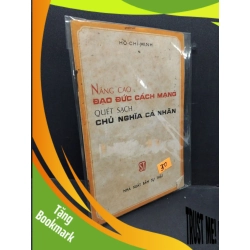 HỒ CHÍ MINH
NÂNG CAO
ĐẠO ĐỨC CÁCH MẠNG
QUÉT SẠCH
CHỦ NGHĨA CÁ NHÂN
NHÀ XUẤT BẢN SỰ THẬT
Tặng
Bookmark
TRUST ME!